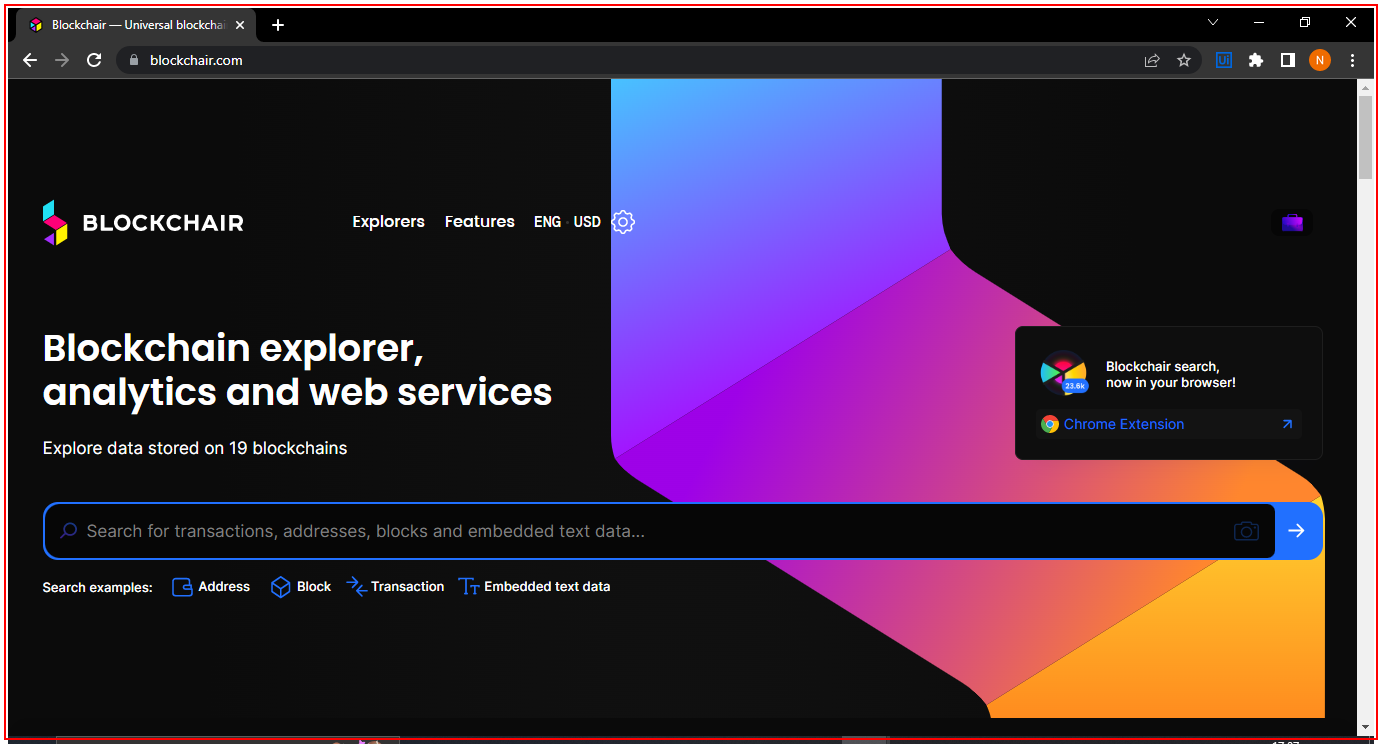 Blockchair — Universal blockchai
blockchair.com
Ui
N
BLOCKCHAIR
Explorers Features ENG · USD
Blockchain explorer,
analytics and web services
Explore data stored on 19 blockchains
Blockchair search,
now in your browser!
23.6k
Chrome Extension
Search for transactions, addresses, blocks and embedded text data...
Search examples: Address Block Transaction Tт Embedded text data